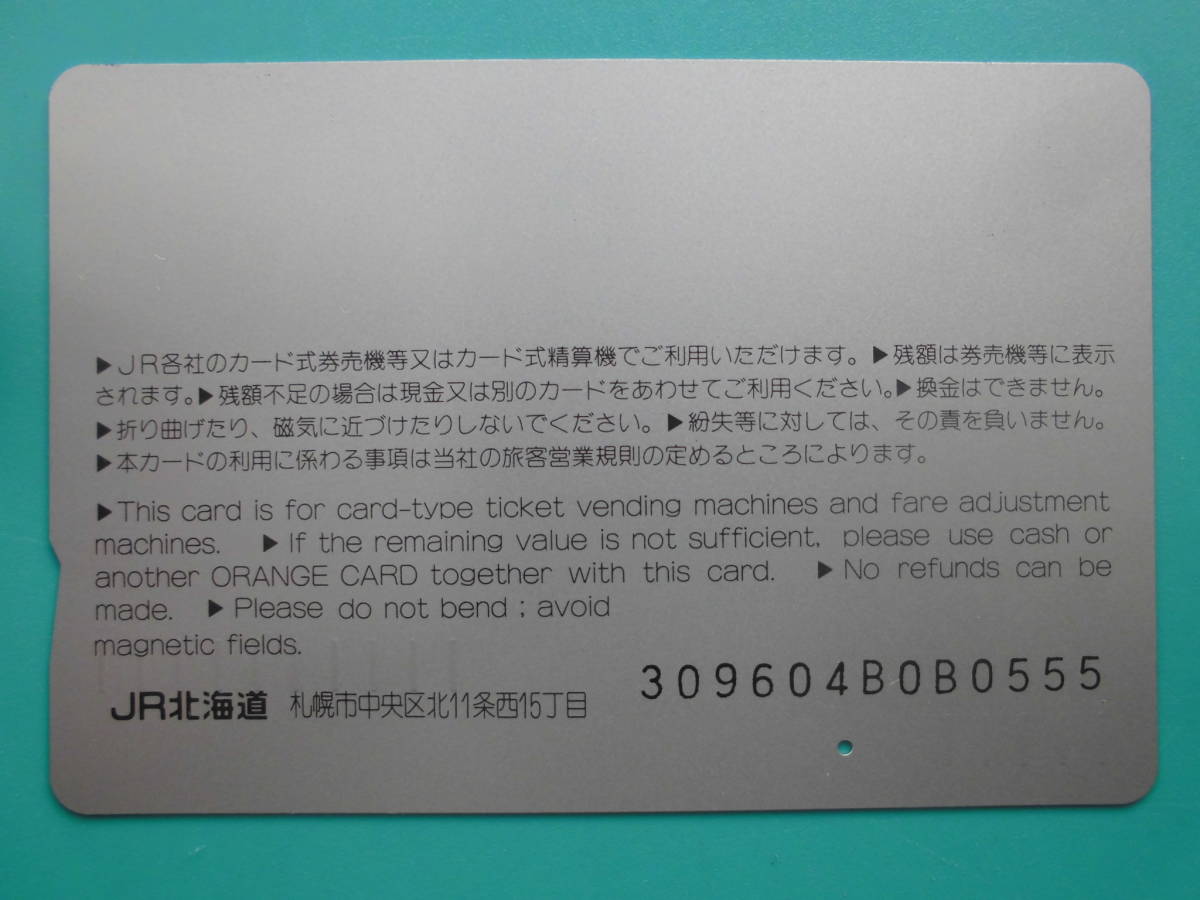 ▶JR各社のカード式券売機等又はカード式精算機でご利用いただけます。▶残額は券売機等に表示
されます。▶残額不足の場合は現金又は別のカードをあわせてご利用ください。▶換金はできません。
▶折り曲げたり、磁気に近づけたりしないでください。▶紛失等に対しては、その責を負いません。
▶本カードの利用に係わる事項は当社の旅客営業規則の定めるところによります。
▶This card is for card-type ticket vending machines and fare adjustment
machines. ▶If the remaining value is not sufficient, please use cash or
another ORANGE CARD together with this card. ▶No refunds can be
made. ▶Please do not bend ; avoid
magnetic fields.
309604B0B0555
JR北海道 札幌市中央区北11条西15丁目